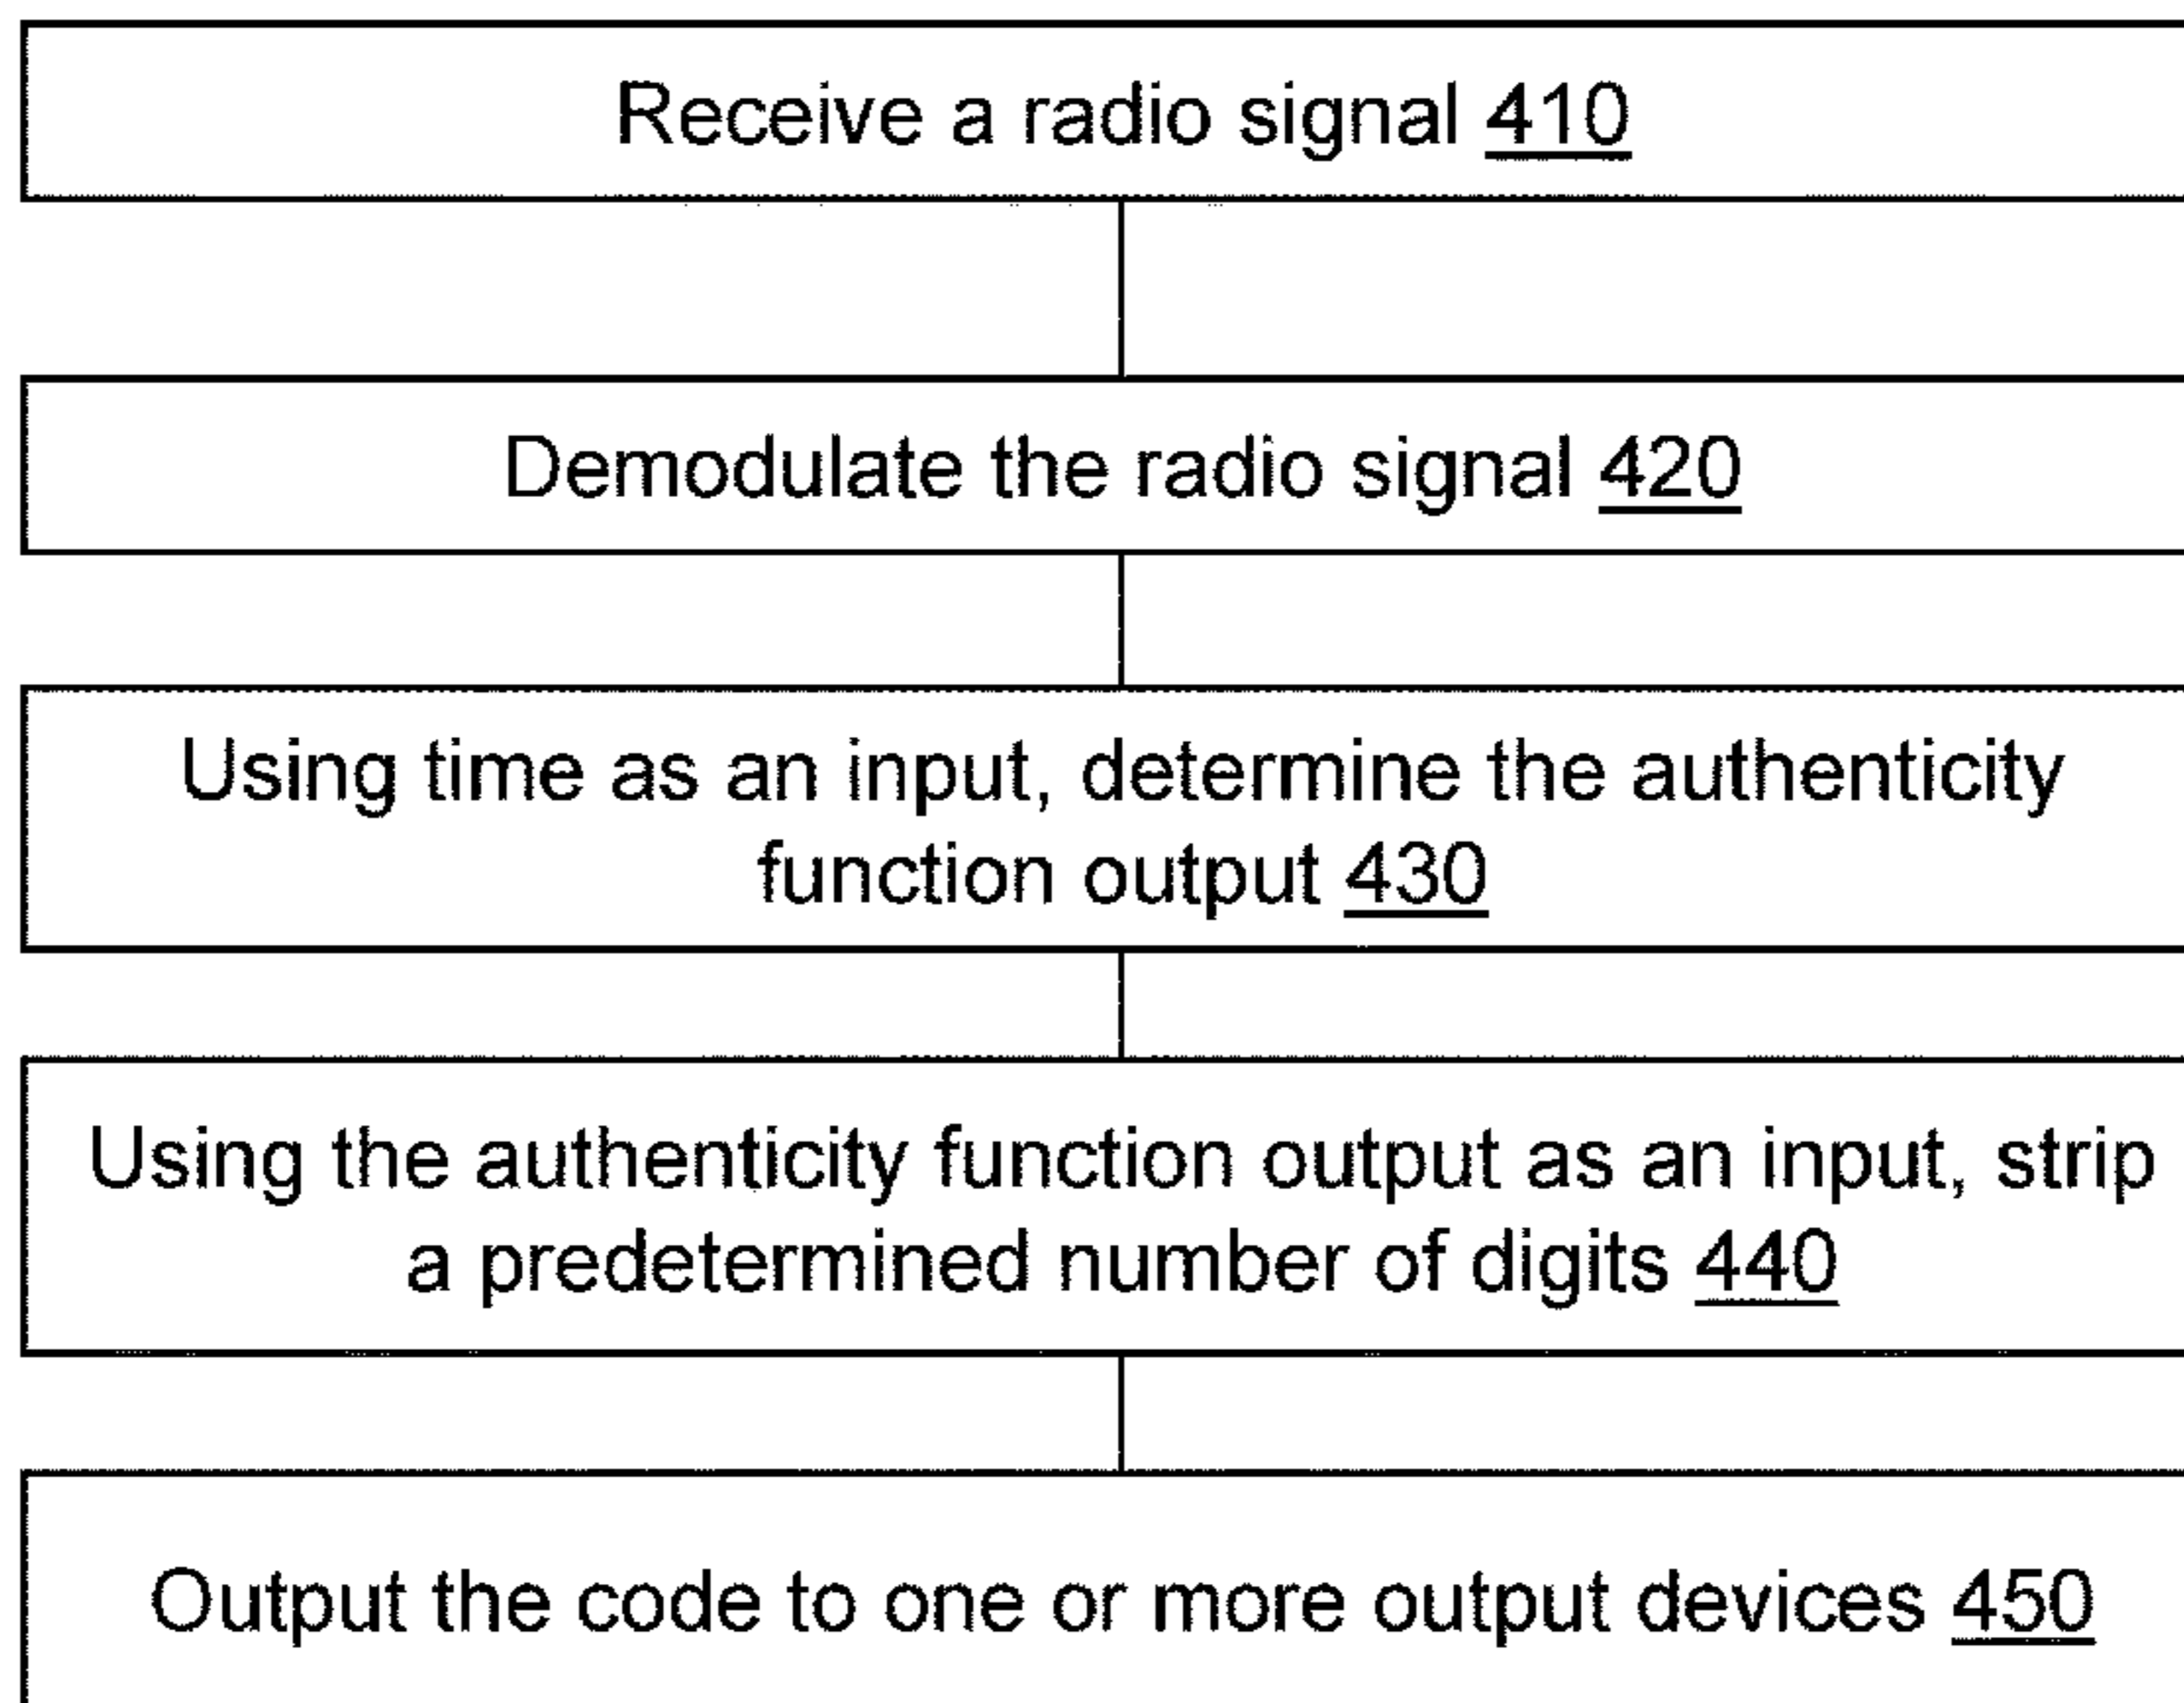 Receive a radio signal 410
Demodulate the radio signal 420
Using time as an input, determine the authenticity
function output 430
Using the authenticity function output as an input, strip
a predetermined number of digits 440
Output the code to one or more output devices 450